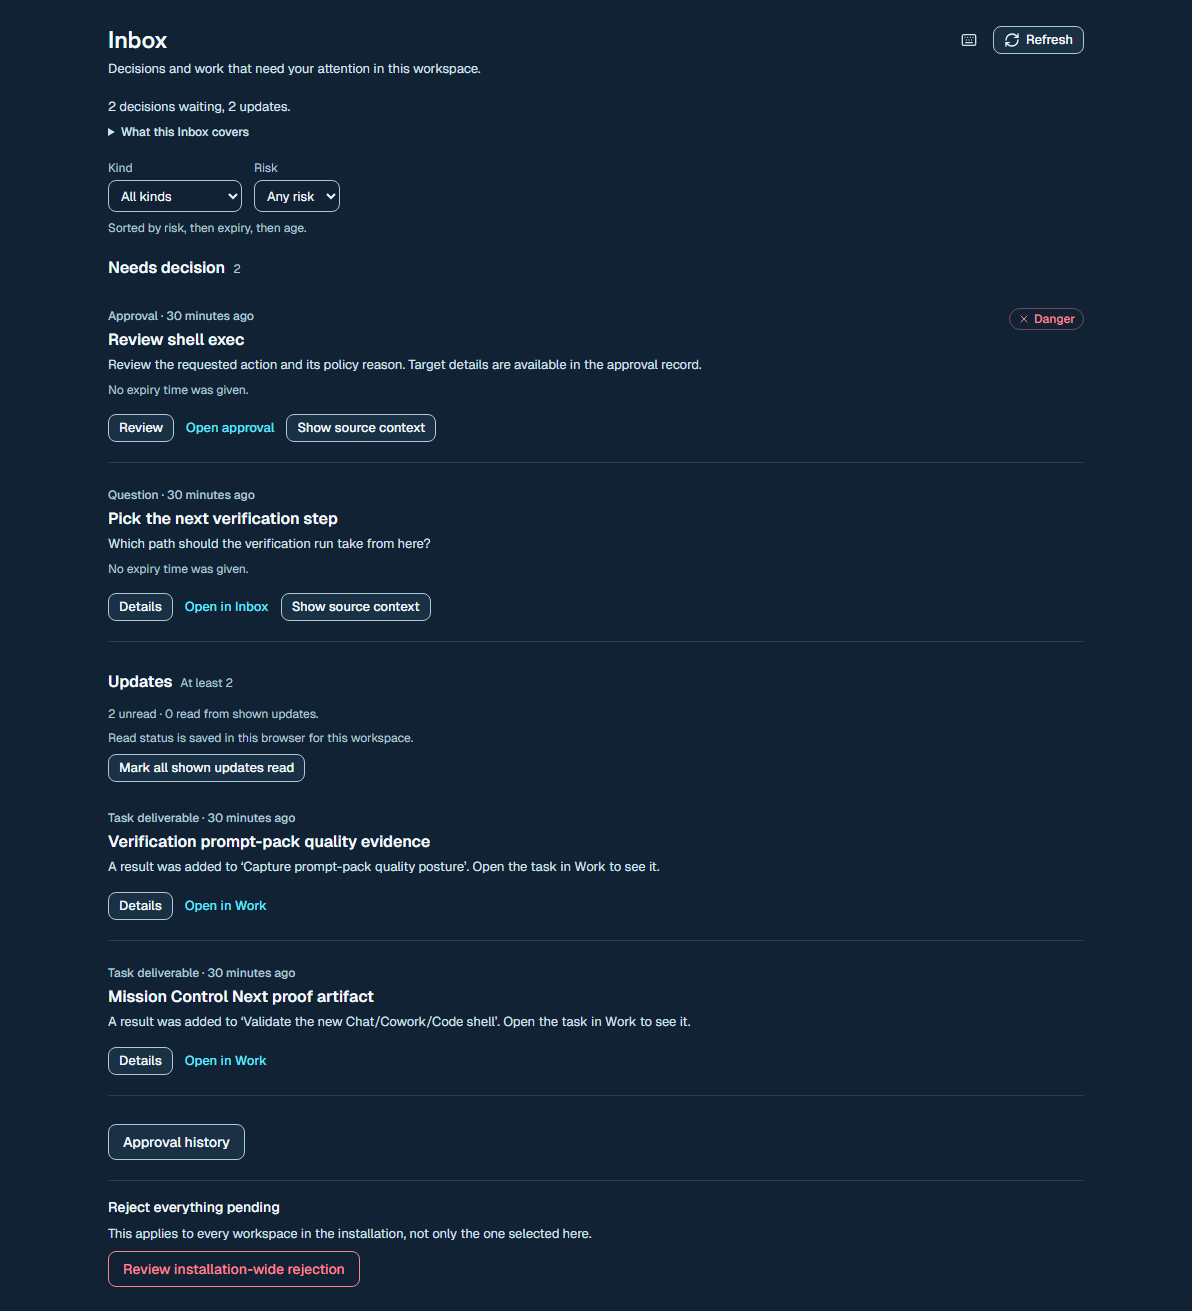 Inbox
Refresh
Decisions and work that need your attention in this workspace.
2 decisions waiting, 2 updates.
What this Inbox covers
Kind
Risk
All kinds
Any risk
Sorted by risk, then expiry, then age.
Needs decision 2
Approval · 30 minutes ago
Danger
Review shell exec
Review the requested action and its policy reason. Target details are available in the approval record.
No expiry time was given.
Review
Open approval
Show source context
Question · 30 minutes ago
Pick the next verification step
Which path should the verification run take from here?
No expiry time was given.
Details
Open in Inbox
Show source context
Updates At least 2
2 unread · 0 read from shown updates.
Read status is saved in this browser for this workspace.
Mark all shown updates read
Task deliverable · 30 minutes ago
Verification prompt-pack quality evidence
A result was added to ‘Capture prompt-pack quality posture’. Open the task in Work to see it.
Details
Open in Work
Task deliverable · 30 minutes ago
Mission Control Next proof artifact
A result was added to ‘Validate the new Chat/Cowork/Code shell’. Open the task in Work to see it.
Details
Open in Work
Approval history
Reject everything pending
This applies to every workspace in the installation, not only the one selected here.
Review installation-wide rejection